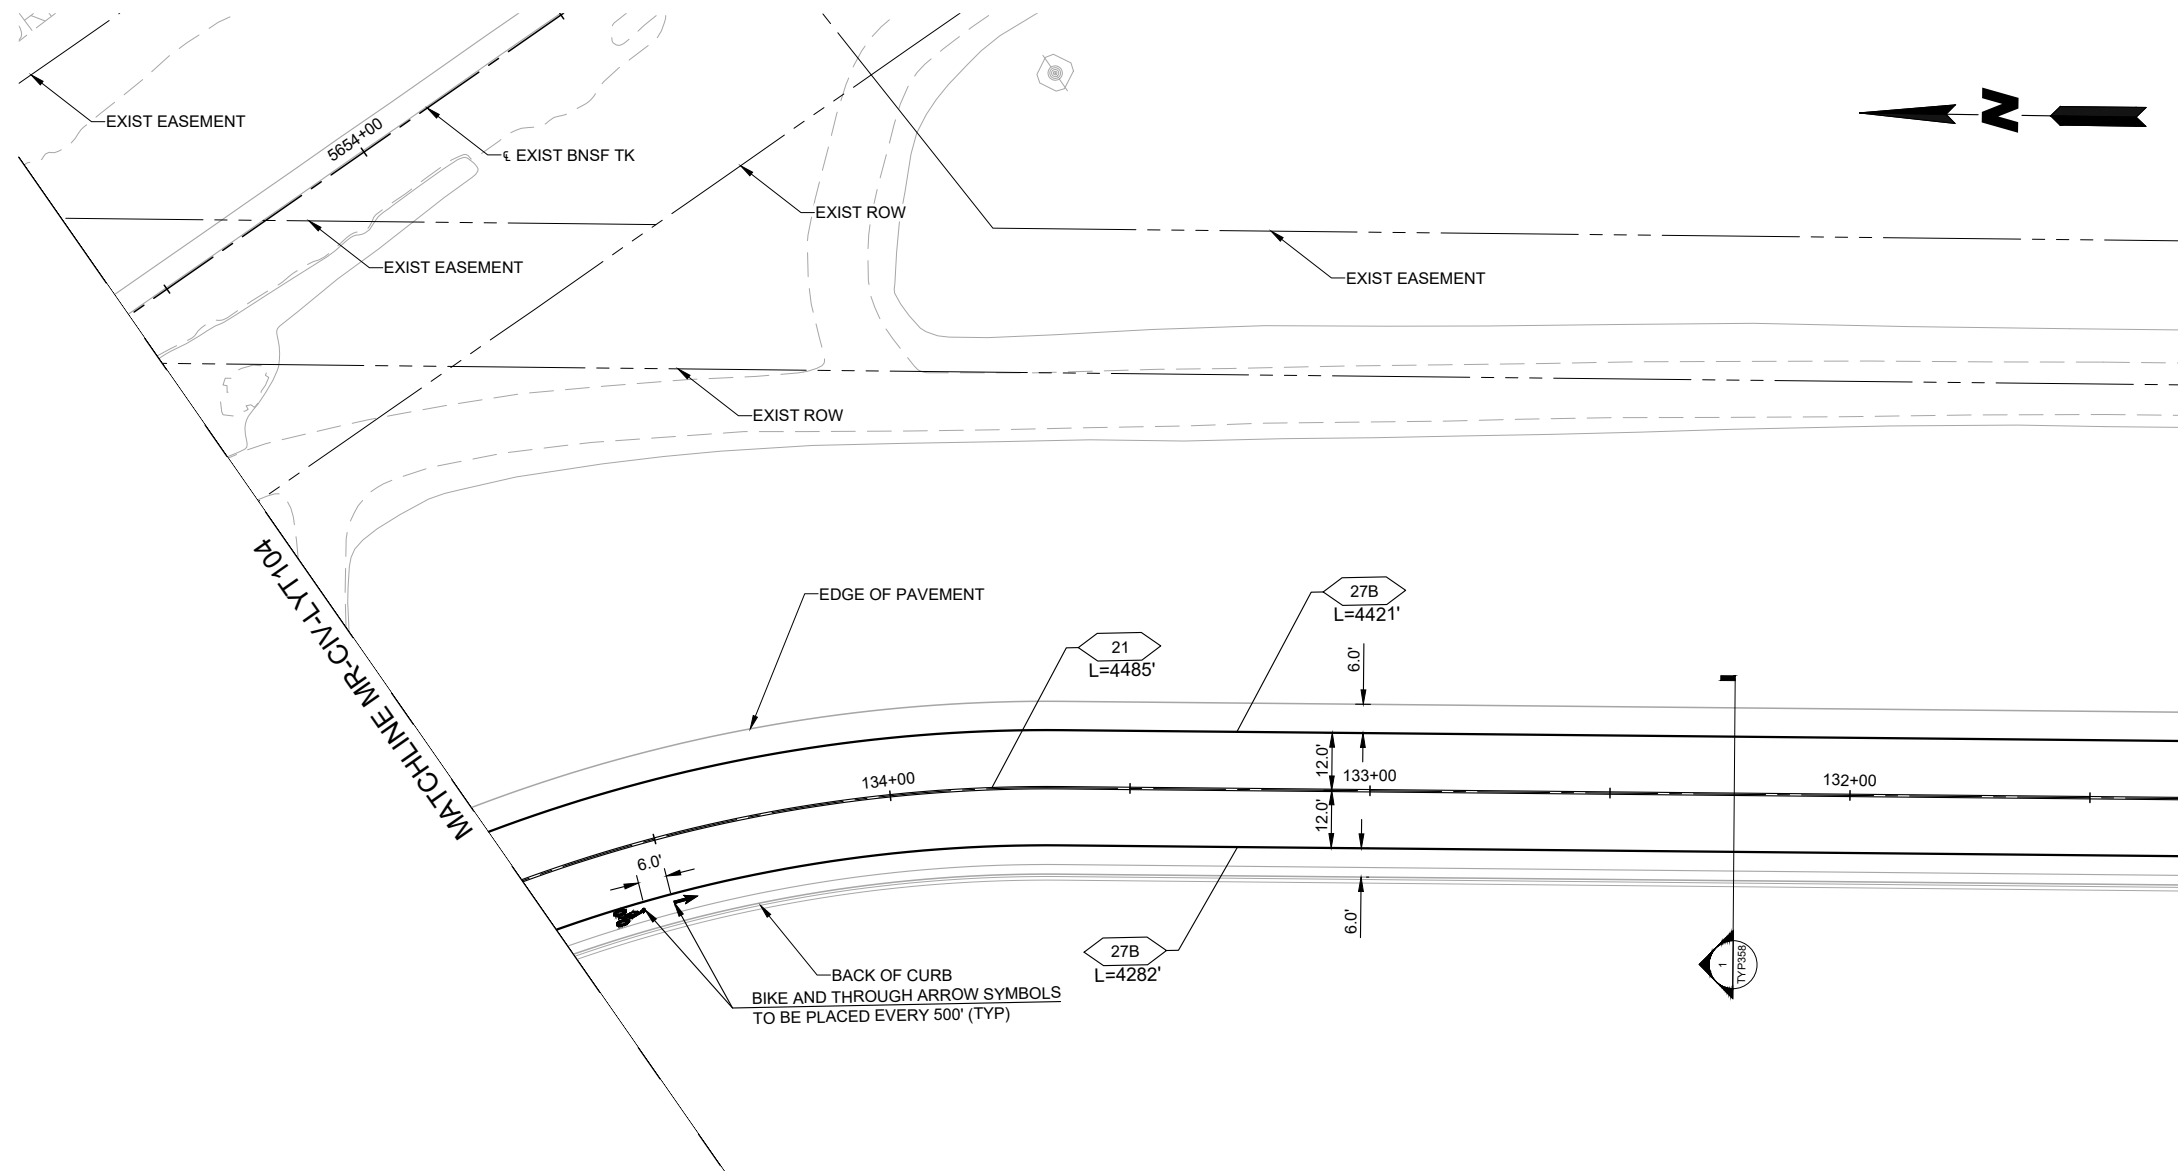 EXIST EASEMENT
5654+00
℄ EXIST BNSF TK
EXIST ROW
EXIST EASEMENT
EXIST EASEMENT
N
EXIST ROW
MATCHLINE MR-CIV-LYT104
EDGE OF PAVEMENT
27B
L=4421'
21
L=4485'
6.0'
12.0'
134+00
133+00
132+00
12.0'
6.0'
6.0'
27B
L=4282'
1
TYP358
BACK OF CURB
BIKE AND THROUGH ARROW SYMBOLS
TO BE PLACED EVERY 500' (TYP)